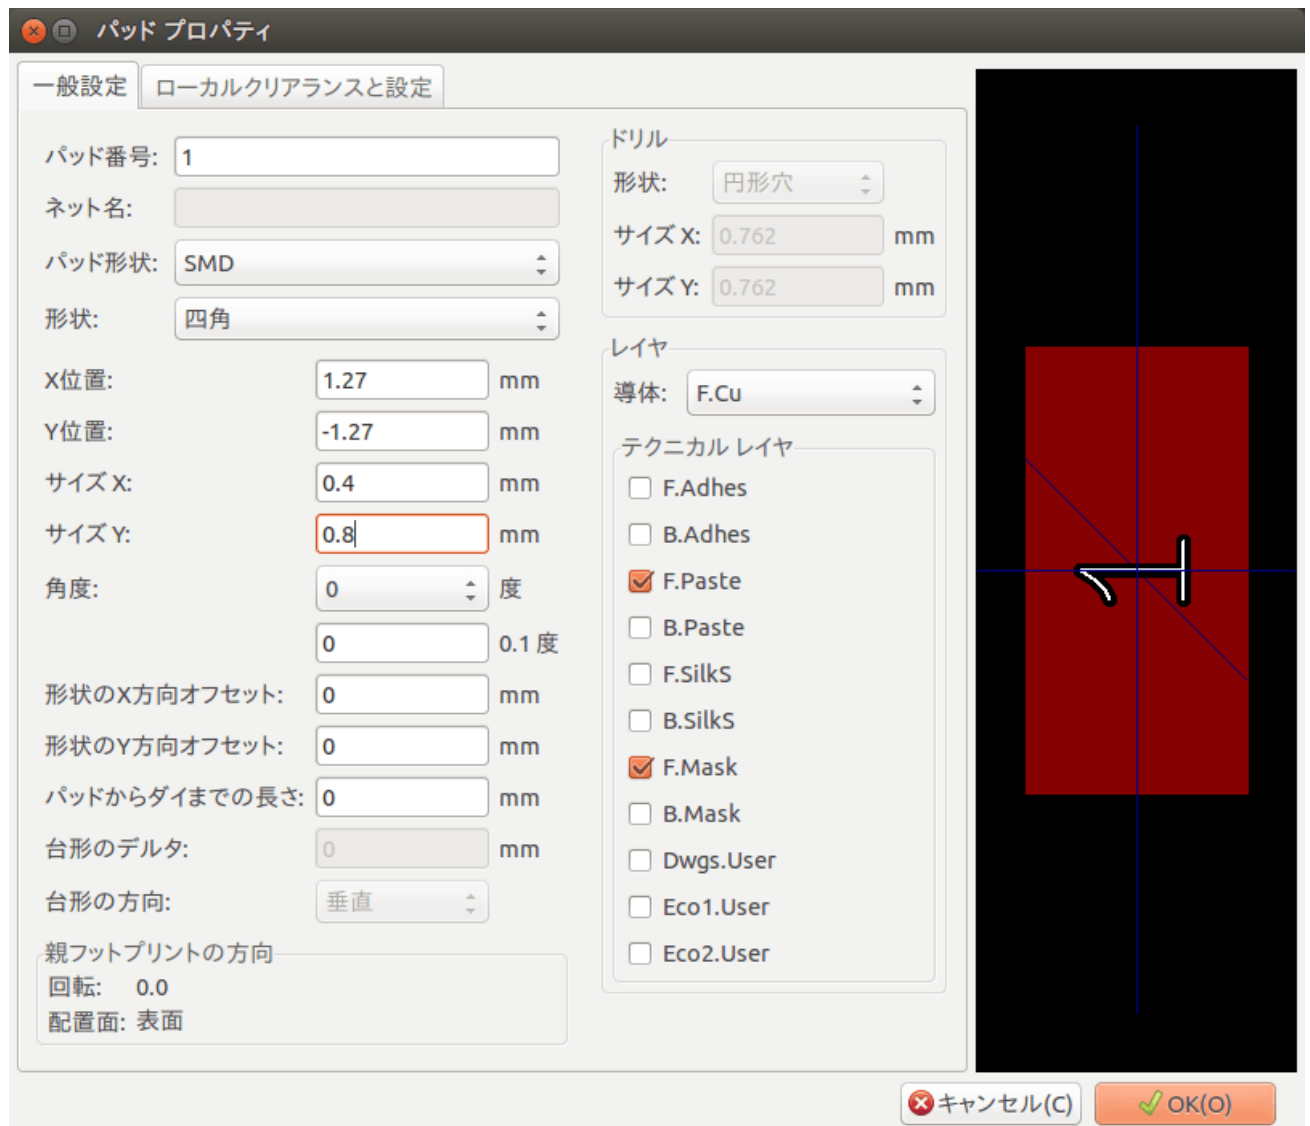 パッド プロパティ
一般設定
ローカルクリアランスと設定
パッド番号: 1
ネット名:
パッド形状: SMD
形状: 四角
X位置: 1.27 mm
Y位置: -1.27 mm
サイズ X: 0.4 mm
サイズ Y: 0.8 mm
角度: 0 度
0 0.1 度
形状のX方向オフセット: 0 mm
形状のY方向オフセット: 0 mm
パッドからダイまでの長さ: 0 mm
台形のデルタ: 0 mm
台形の方向: 垂直
親フットプリントの方向
回転: 0.0
配置面: 表面
ドリル
形状: 円形穴
サイズ X: 0.762 mm
サイズ Y: 0.762 mm
レイヤ
導体: F.Cu
テクニカル レイヤ
F.Adhes
B.Adhes
F.Paste
B.Paste
F.SilkS
B.SilkS
F.Mask
B.Mask
Dwgs.User
Eco1.User
Eco2.User
1
キャンセル(C)
OK(O)